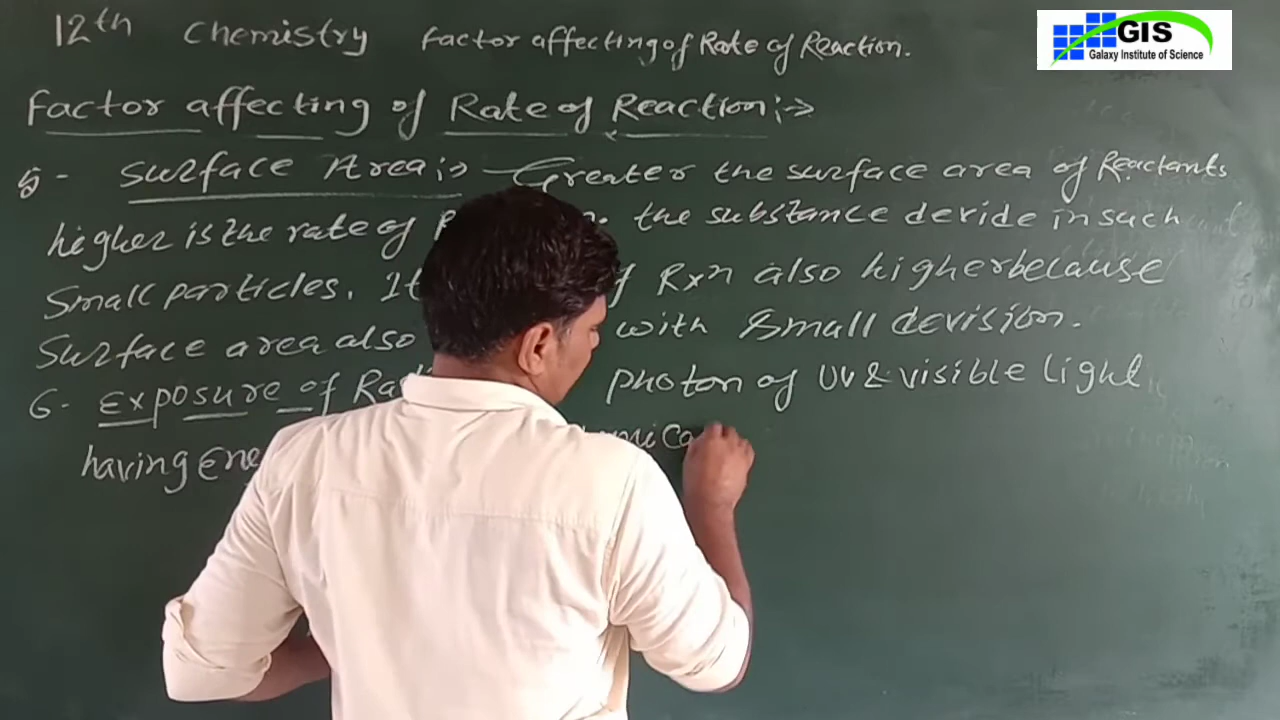 12th Chemistry Factor affecting of Rate of Reaction.
GIS
Galaxy Institute of Science
Factor affecting of Rate of Reaction :->
5- Surface Area :-> Greater the surface area of Reactants
higher is the rate of the substance devide in such
Small particles. Rxn also higher becaause
Surface area also with small devision.
6- Exposure of photon of UV & visible light
having